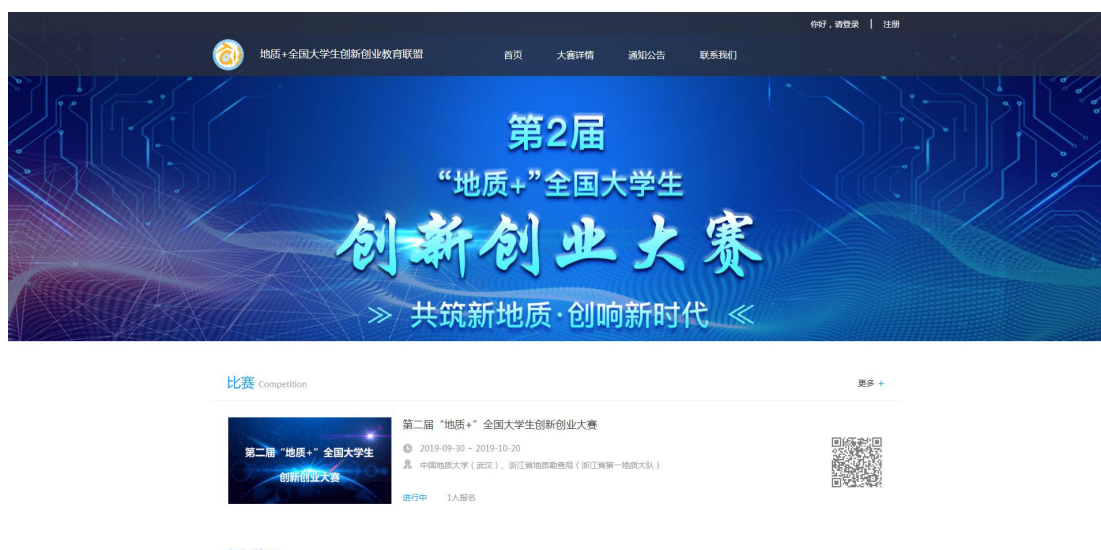 你好，请登录 | 注册
地质+全国大学生创新创业教育联盟 首页 大赛详情 通知公告 联系我们
第2届
“地质+”全国大学生
创新创业大赛
共筑新地质·创响新时代
比赛 Competition 更多 +
第二届“地质+”全国大学生
创新创业大赛
第二届“地质+”全国大学生创新创业大赛
2019-09-30 ~ 2019-10-20
中国地质大学（武汉）、浙江省地质勘查局（浙江省第一地质大队）
进行中 1人报名